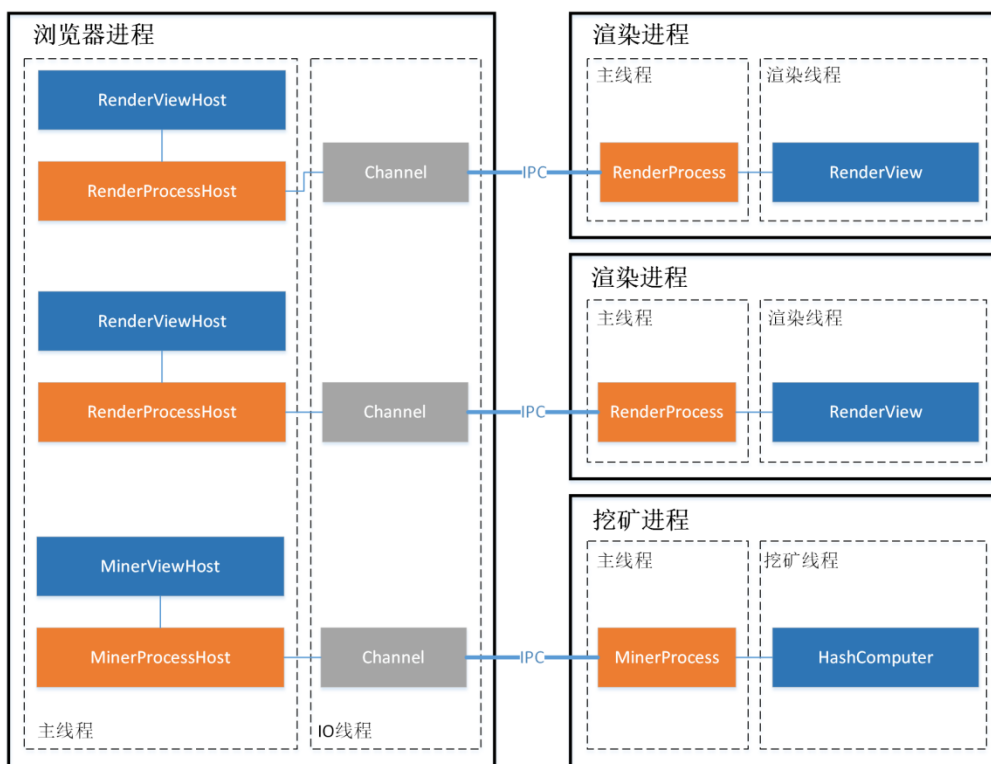 浏览器进程
RenderViewHost
RenderProcessHost
Channel
RenderViewHost
RenderProcessHost
Channel
MinerViewHost
MinerProcessHost
Channel
主线程
IO线程
IPC
IPC
IPC
渲染进程
主线程
渲染线程
RenderProcess
RenderView
渲染进程
主线程
渲染线程
RenderProcess
RenderView
挖矿进程
主线程
挖矿线程
MinerProcess
HashComputer